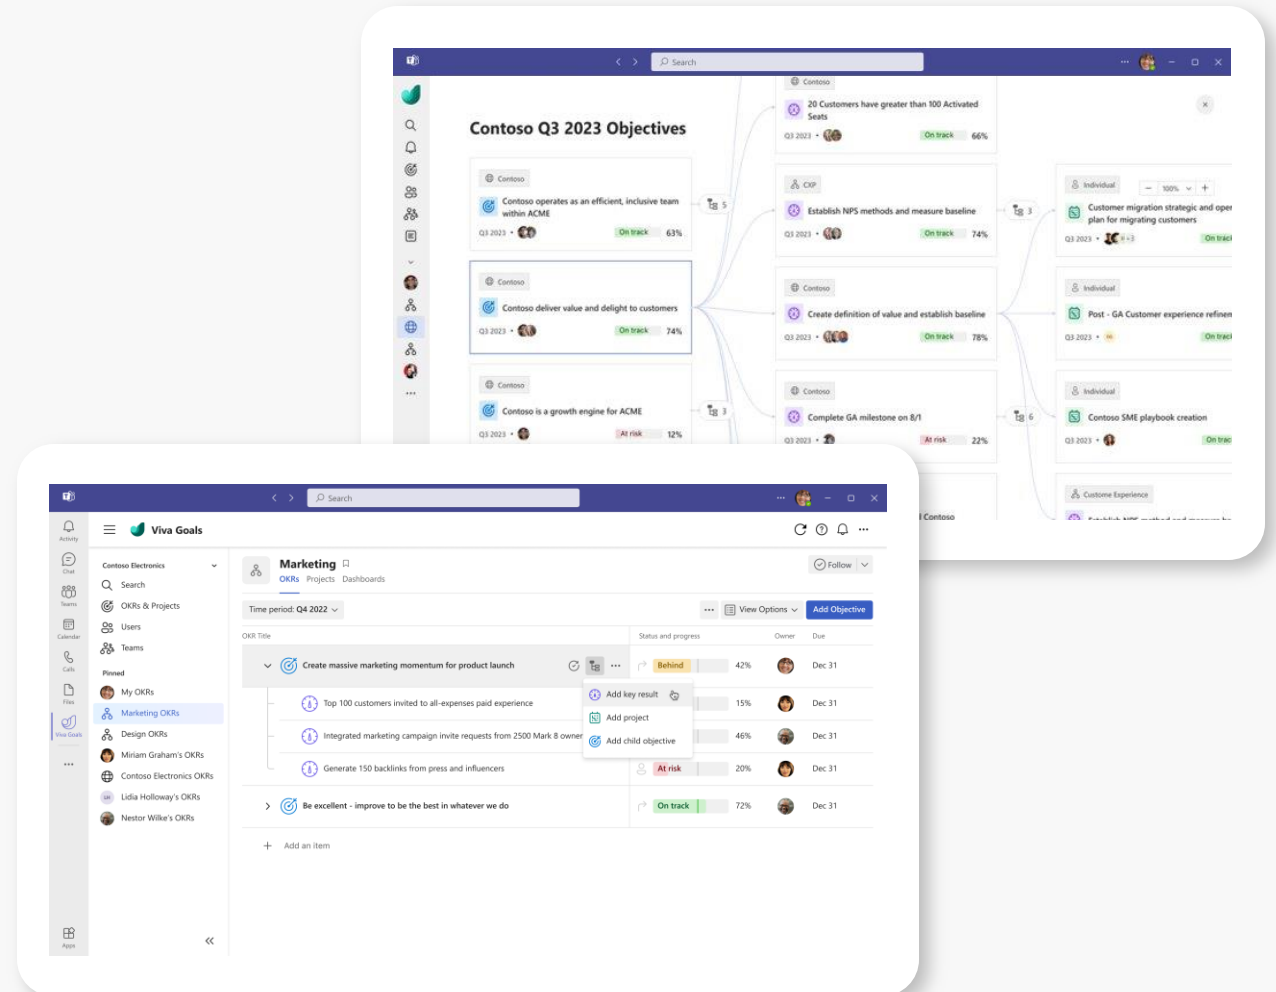 Search
Contoso Q3 2023 Objectives
Contoso
Contoso operates as an efficient, inclusive team
within ACME
Q3 2023 •
On track 63%
5
Contoso
Contoso deliver value and delight to customers
Q3 2023 •
On track 74%
Contoso
Contoso is a growth engine for ACME
Q3 2023 •
At risk 12%
3
Contoso
20 Customers have greater than 100 Activated
Seats
Q3 2023 •
On track 66%
CXP
Establish NPS methods and measure baseline
Q3 2023 •
On track 74%
3
Contoso
Create definition of value and establish baseline
Q3 2023 •
On track 78%
Contoso
Complete GA milestone on 8/1
Q3 2023 •
At risk 22%
6
Contoso
100%
Individual
Customer migration strategic and oper
plan for migrating customers
Q3 2023 •
+3
On track
Individual
Post - GA Customer experience refinem
Q3 2023 •
On track
Individual
Contoso SME playbook creation
Q3 2023 •
On trac
Custome Experience
Search
Activity
Chat
Teams
Calendar
Calls
Files
Viva Goals
Apps
Viva Goals
Contoso Electronics
Search
OKRs & Projects
Users
Teams
Pinned
My OKRs
Marketing OKRs
Design OKRs
Miriam Graham's OKRs
Contoso Electronics OKRs
Lidia Holloway's OKRs
Nestor Wilke's OKRs
Marketing
OKRs Projects Dashboards
Follow
Time period: Q4 2022
View Options
Add Objective
OKR Title Status and progress Owner Due
Create massive marketing momentum for product launch Behind 42% Dec 31
Add key result
Add project
Add child objective
Top 100 customers invited to all-expenses paid experience 15% Dec 31
Integrated marketing campaign invite requests from 2500 Mark 8 owner 46% Dec 31
Generate 150 backlinks from press and influencers At risk 20% Dec 31
Be excellent - improve to be the best in whatever we do On track 72% Dec 31
+ Add an item